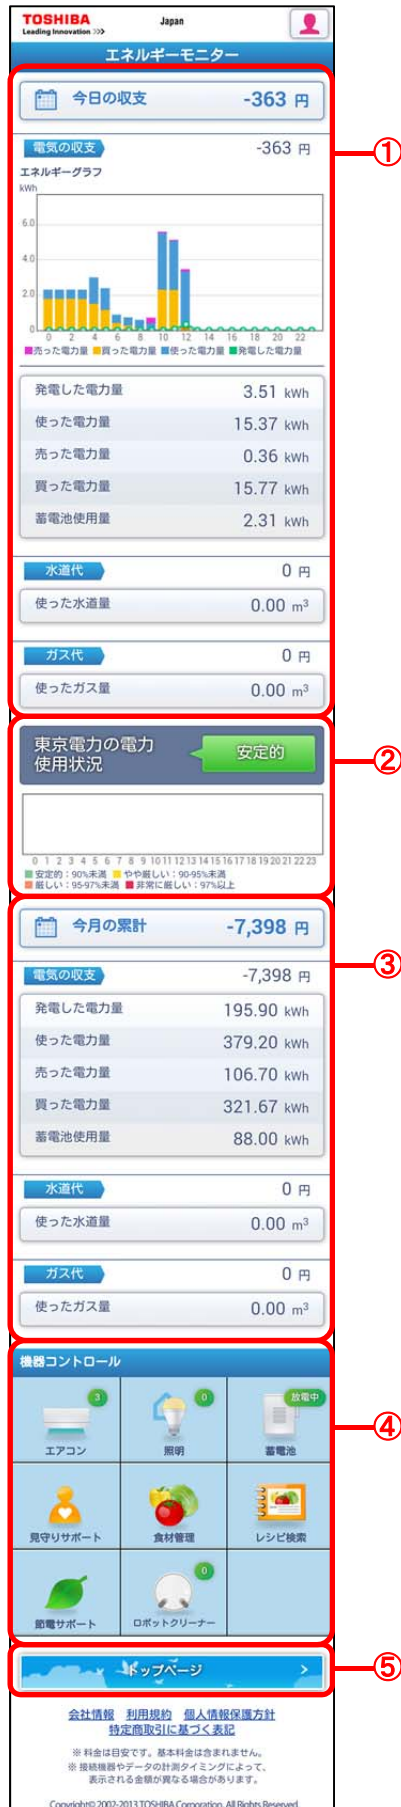 TOSHIBA
Leading Innovation >>>
Japan
エネルギーモニター
今日の収支 -363 円
①
電気の収支 -363 円
エネルギーグラフ
kWh
6.0
4.0
2.0
0
0 2 4 6 8 10 12 14 16 18 20 22
■売った電力量 ■買った電力量 ■使った電力量 ■発電した電力量
発電した電力量 3.51 kWh
使った電力量 15.37 kWh
売った電力量 0.36 kWh
買った電力量 15.77 kWh
蓄電池使用量 2.31 kWh
水道代 0 円
使った水道量 0.00 m³
ガス代 0 円
使ったガス量 0.00 m³
東京電力の電力
使用状況
安定的
②
0 1 2 3 4 5 6 7 8 9 10 11 12 13 14 15 16 17 18 19 20 21 22 23
■安定的：90%未満 ■やや厳しい：90-95%未満
■厳しい：95-97%未満 ■非常に厳しい：97%以上
今月の累計 -7,398 円
③
電気の収支 -7,398 円
発電した電力量 195.90 kWh
使った電力量 379.20 kWh
売った電力量 106.70 kWh
買った電力量 321.67 kWh
蓄電池使用量 88.00 kWh
水道代 0 円
使った水道量 0.00 m³
ガス代 0 円
使ったガス量 0.00 m³
機器コントロール
3 0 放電中
④
エアコン 照明 蓄電池
見守りサポート 食材管理 レシピ検索
0
節電サポート ロボットクリーナー
トップページ
⑤
会社情報 利用規約 個人情報保護方針
特定商取引に基づく表記
※ 料金は目安です。基本料金は含まれません。
※ 接続機器やデータの計測タイミングによって、
表示される金額が異なる場合があります。
Copyright© 2002-2013 TOSHIBA Corporation. All Rights Reserved.